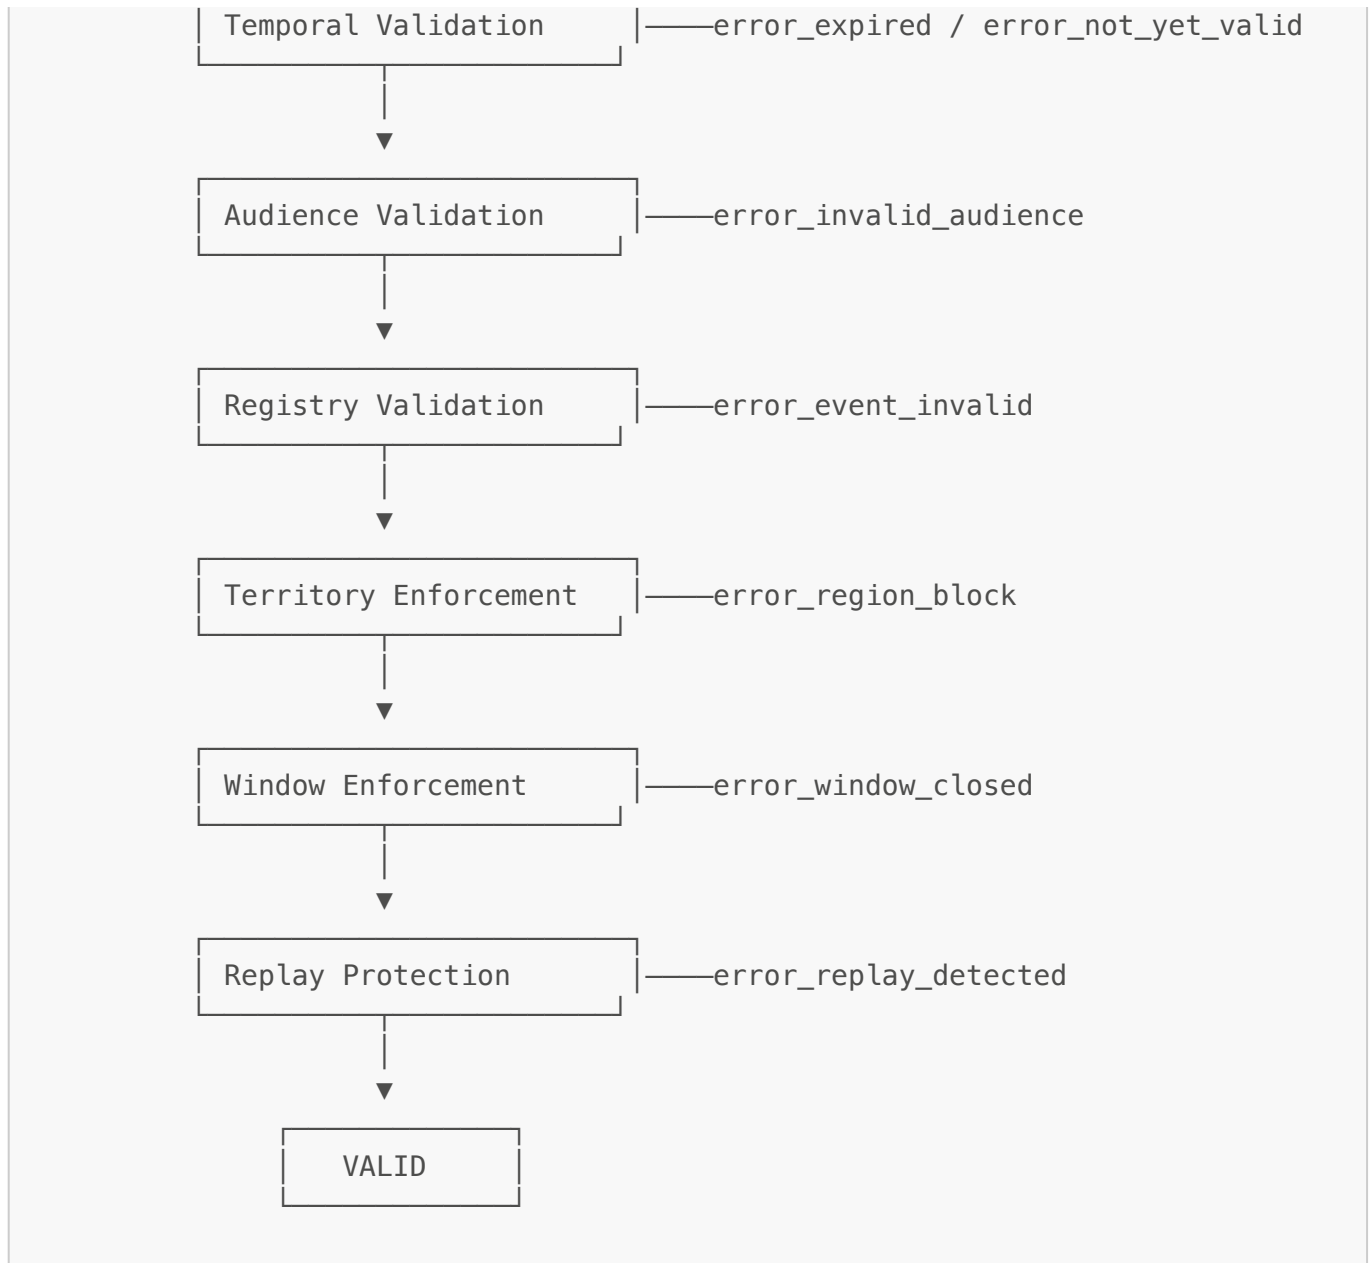 Temporal Validation error_expired / error_not_yet_valid
Audience Validation error_invalid_audience
Registry Validation error_event_invalid
Territory Enforcement error_region_block
Window Enforcement error_window_closed
Replay Protection error_replay_detected
VALID